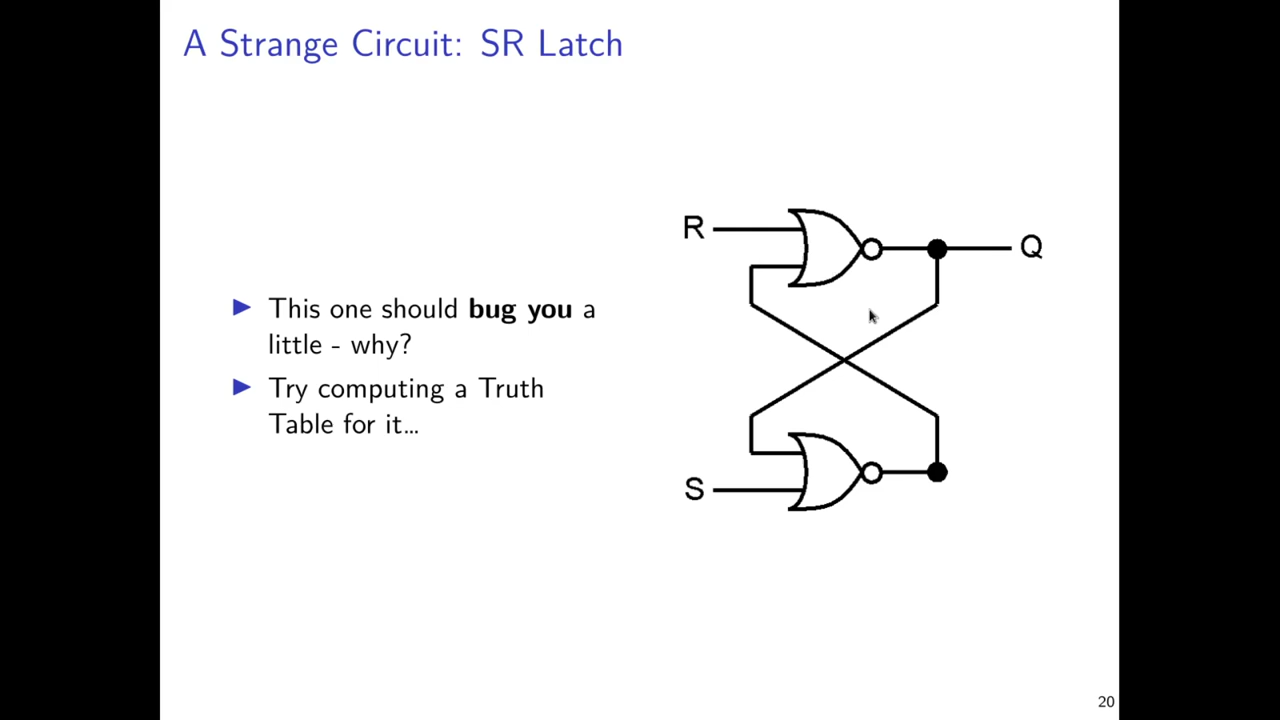 A Strange Circuit: SR Latch
R
Q
This one should bug you a
little - why?
Try computing a Truth
Table for it...
S
20